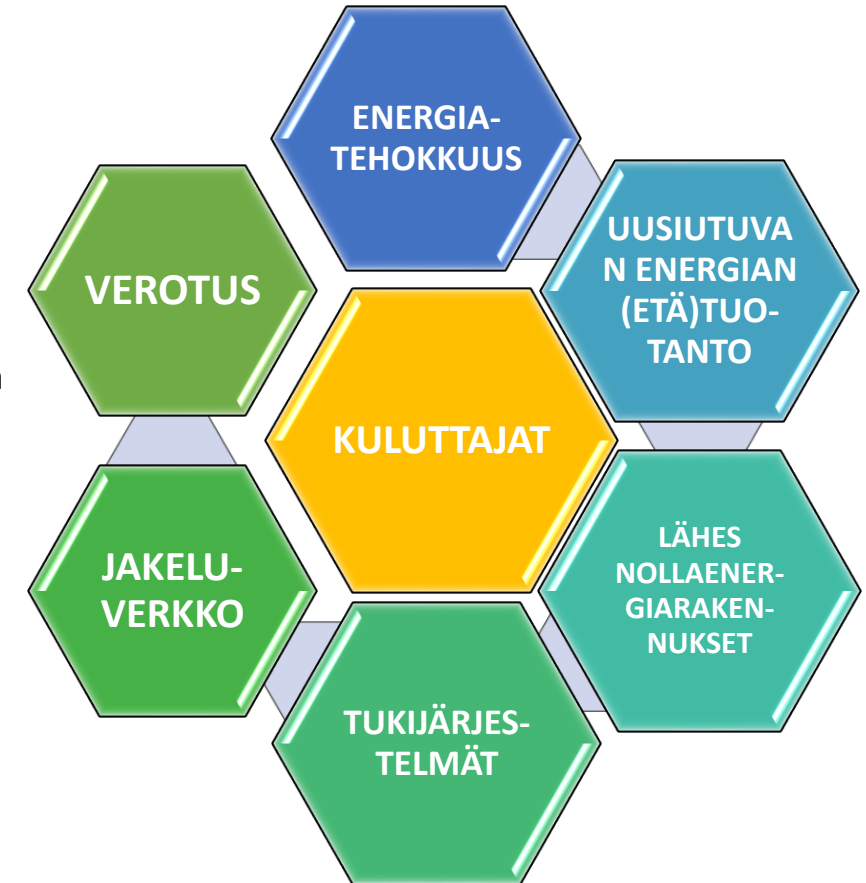 ENERGIA-
TEHOKKUUS
UUSIUTUVA
N ENERGIAN
(ETÄ)TUO-
TANTO
VEROTUS
KULUTTAJAT
LÄHES
NOLLAENER-
GIARAKEN-
NUKSET
JAKELU-
VERKKO
TUKIJÄRJES-
TELMÄT